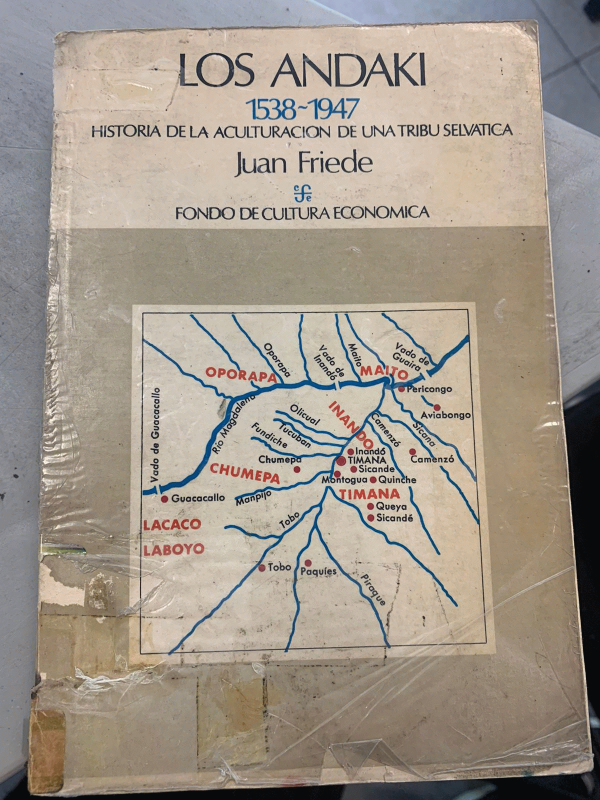 LOS ANDAKI
1538~1947
HISTORIA DE LA ACULTURACION DE UNA TRIBU SELVATICA
Juan Friede
cfe
FONDO DE CULTURA ECONOMICA
Oporapa
Vado de Inandó
Maito
Vado de Guaira
OPORAPA
MAITO
Pericongo
Aviabongo
Vado de Guacacallo
Río Magdalena
Olicual
Tucuban
Fundiche
INANDO
Camenzó
Sicana
Inandó
TIMANA
Camenzó
Chumepa
Sicande
CHUMEPA
Montogua
Quinche
Guacacallo
Manpijo
TIMANA
Queya
LACACO
Tobo
Sicandé
LABOYO
Tobo
Paquíes
Piraque